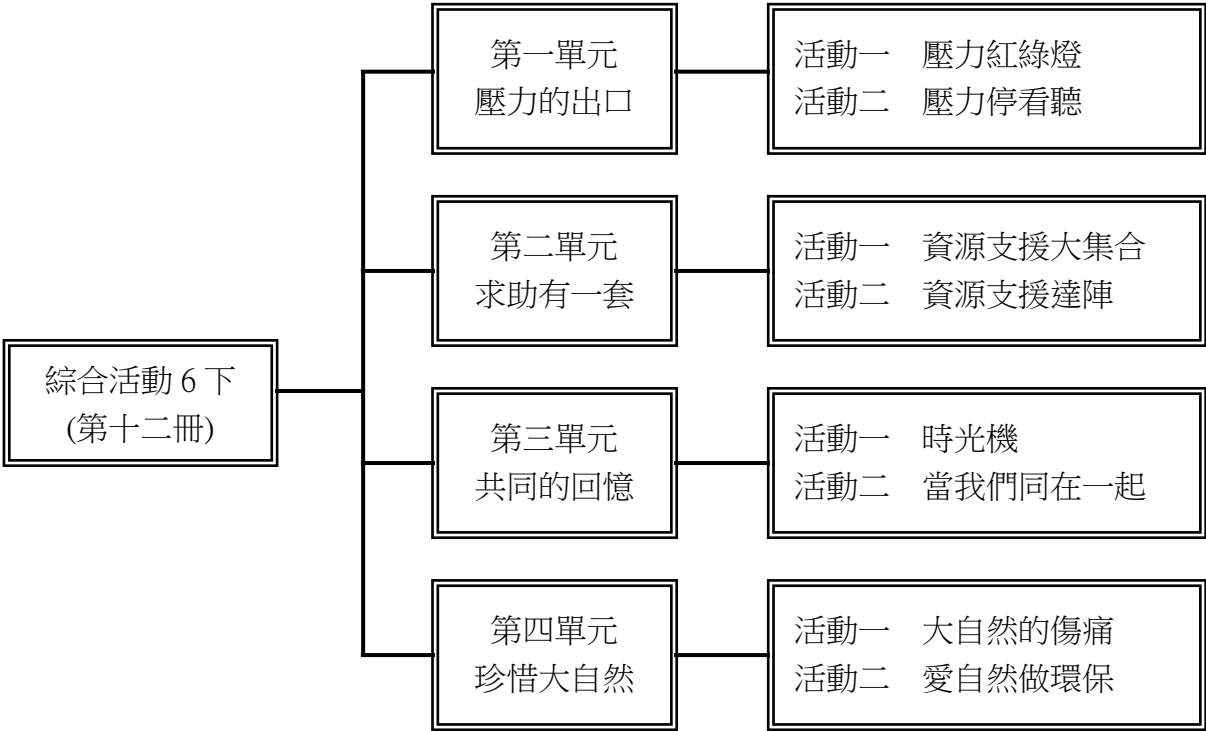 綜合活動 6 下
(第十二冊)
第一單元
壓力的出口
活動一　壓力紅綠燈
活動二　壓力停看聽
第二單元
求助有一套
活動一　資源支援大集合
活動二　資源支援達陣
第三單元
共同的回憶
活動一　時光機
活動二　當我們同在一起
第四單元
珍惜大自然
活動一　大自然的傷痛
活動二　愛自然做環保